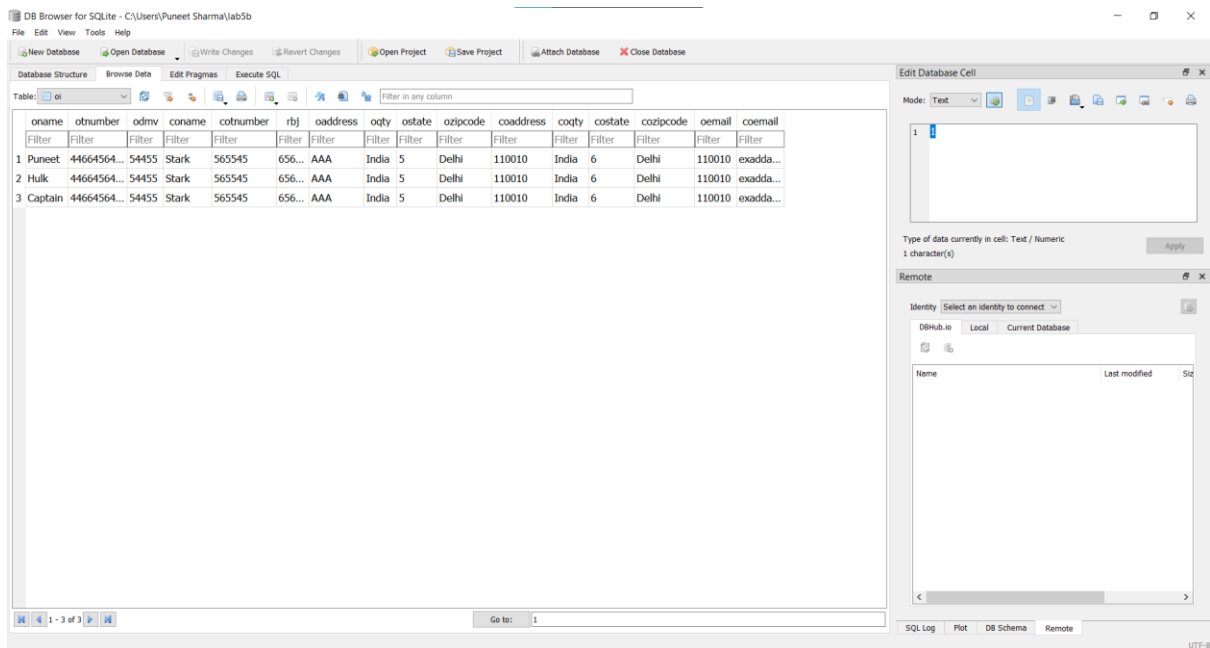 DB Browser for SQLite - C:\Users\Puneet Sharma\lab5b
File Edit View Tools Help
New Database Open Database Write Changes Revert Changes Open Project Save Project Attach Database Close Database
Database Structure Browse Data Edit Pragmas Execute SQL
Table: oi Filter in any column
oname otnumber odmv coname cotnumber rbj oaddress oqty ostate ozipcode coaddress coqty costate cozipcode oemail coemail
Filter Filter Filter Filter Filter Filter Filter Filter Filter Filter Filter Filter Filter Filter Filter Filter
1 Puneet 44664564... 54455 Stark 565545 656... AAA India 5 Delhi 110010 India 6 Delhi 110010 exadda...
2 Hulk 44664564... 54455 Stark 565545 656... AAA India 5 Delhi 110010 India 6 Delhi 110010 exadda...
3 Captain 44664564... 54455 Stark 565545 656... AAA India 5 Delhi 110010 India 6 Delhi 110010 exadda...
1 - 3 of 3 Go to: 1
Edit Database Cell
Mode: Text
1 1
Type of data currently in cell: Text / Numeric
1 character(s)
Apply
Remote
Identity Select an identity to connect
DBHub.io Local Current Database
Name Last modified Siz
SQL Log Plot DB Schema Remote
UTF-8